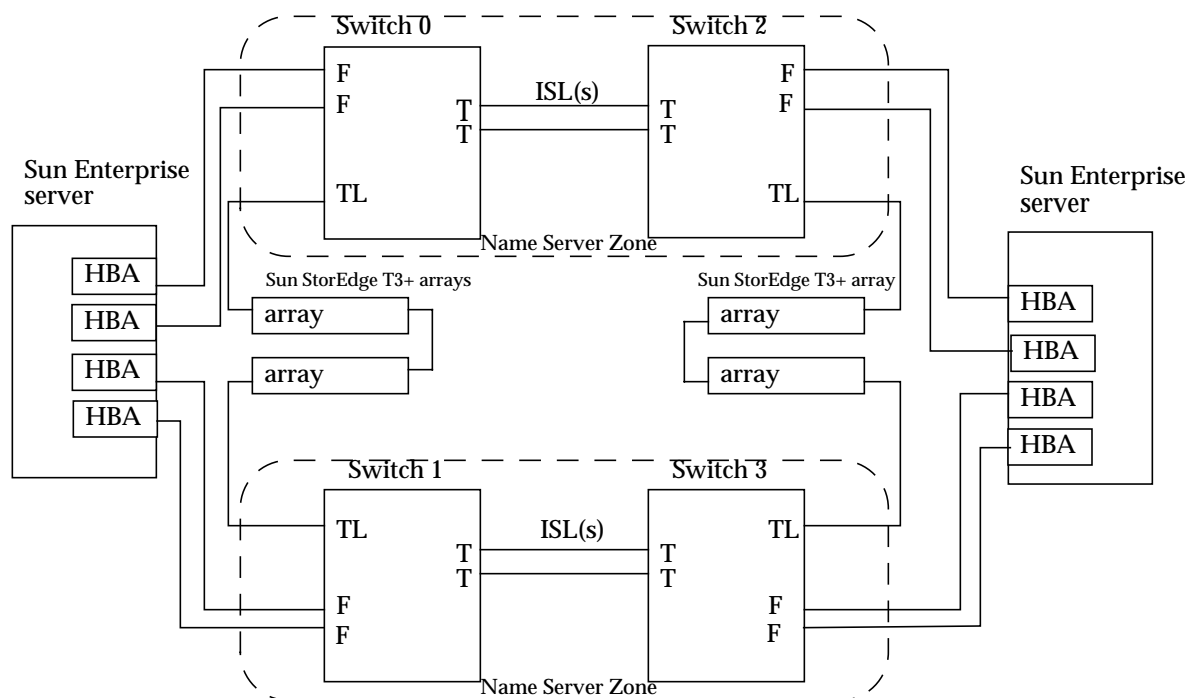 Switch 0
Switch 2
F
F
ISL(s)
F
F
T
T
T
T
Sun Enterprise
server
Sun Enterprise
server
TL
TL
Name Server Zone
HBA
HBA
HBA
HBA
Sun StorEdge T3+ arrays
Sun StorEdge T3+ array
array
array
array
array
HBA
HBA
HBA
HBA
Switch 1
Switch 3
TL
ISL(s)
TL
T
T
T
T
F
F
F
F
Name Server Zone